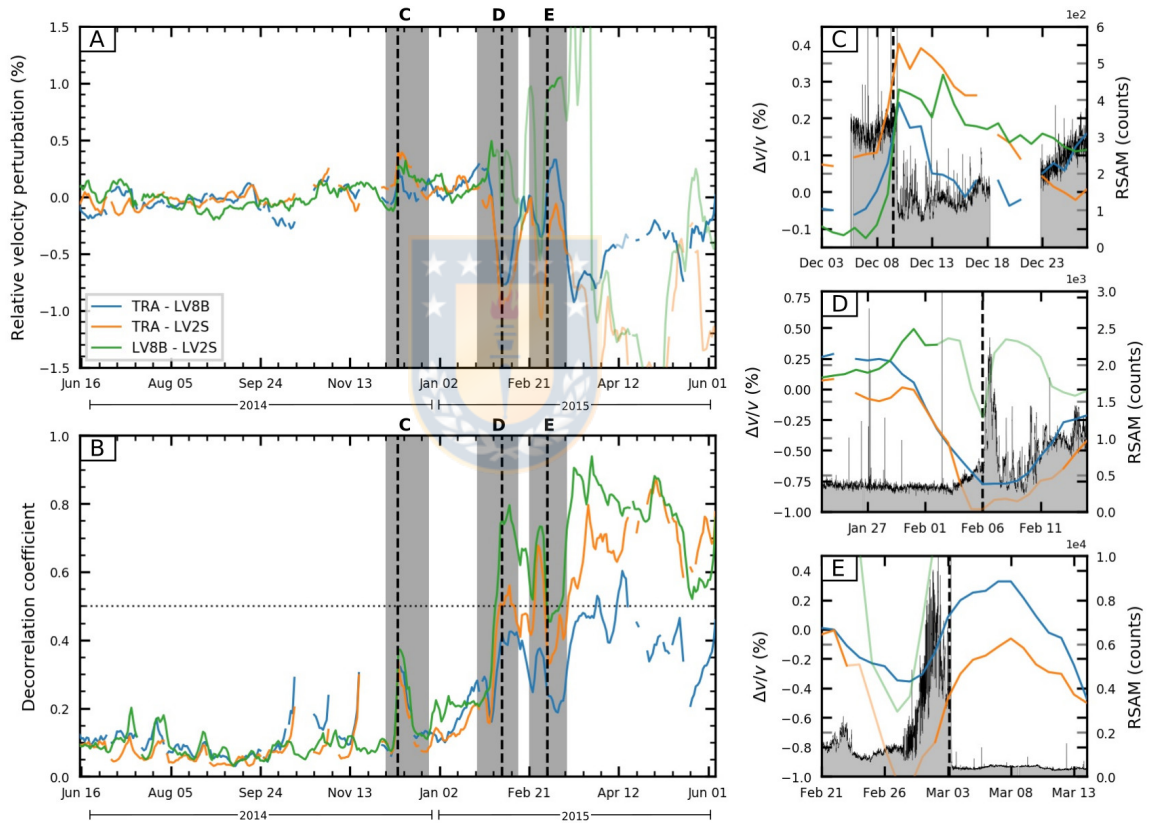 C D E
A
Relative velocity perturbation (%)
1.5
1.0
0.5
0.0
−0.5
−1.0
−1.5
TRA - LV8B
TRA - LV2S
LV8B - LV2S
Jun 16 Aug 05 Sep 24 Nov 13 Jan 02 Feb 21 Apr 12 Jun 01
2014 2015
C D E
B
Decorrelation coefficient
1.0
0.8
0.6
0.4
0.2
0.0
Jun 16 Aug 05 Sep 24 Nov 13 Jan 02 Feb 21 Apr 12 Jun 01
2014 2015
C
1e2
Δv/v (%)
0.4
0.3
0.2
0.1
0.0
−0.1
RSAM (counts)
6
5
4
3
2
1
0
Dec 03 Dec 08 Dec 13 Dec 18 Dec 23
D
1e3
Δv/v (%)
0.75
0.50
0.25
0.00
−0.25
−0.50
−0.75
−1.00
RSAM (counts)
3.0
2.5
2.0
1.5
1.0
0.5
0.0
Jan 27 Feb 01 Feb 06 Feb 11
E
1e4
Δv/v (%)
0.4
0.2
0.0
−0.2
−0.4
−0.6
−0.8
−1.0
RSAM (counts)
1.0
0.8
0.6
0.4
0.2
0.0
Feb 21 Feb 26 Mar 03 Mar 08 Mar 13